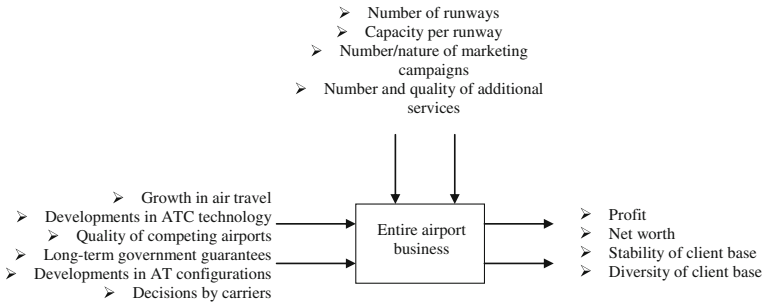 ➢ Number of runways
➢ Capacity per runway
➢ Number/nature of marketing
campaigns
➢ Number and quality of additional
services
➢ Growth in air travel
➢ Developments in ATC technology
➢ Quality of competing airports
➢ Long-term government guarantees
➢ Developments in AT configurations
➢ Decisions by carriers
Entire airport
business
➢ Profit
➢ Net worth
➢ Stability of client base
➢ Diversity of client base